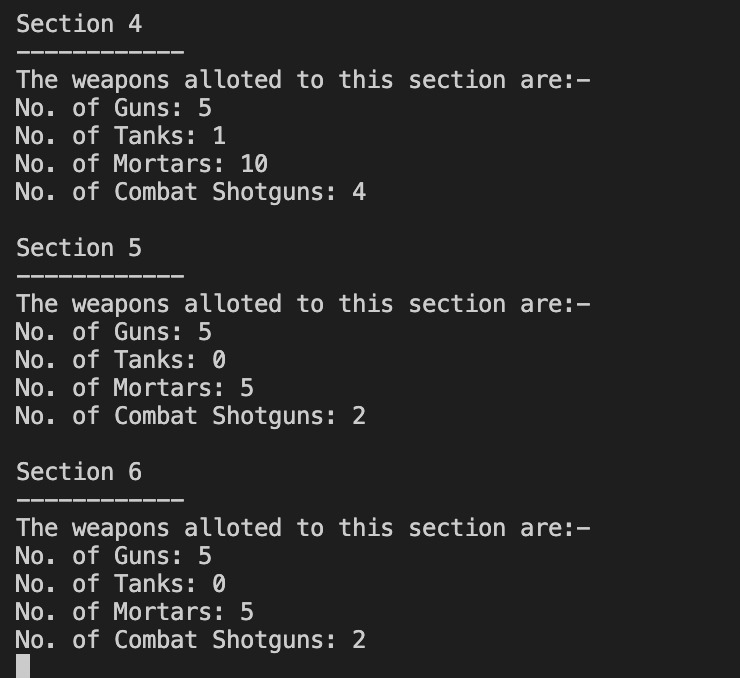 Section 4
------------
The weapons alloted to this section are:-
No. of Guns: 5
No. of Tanks: 1
No. of Mortars: 10
No. of Combat Shotguns: 4
Section 5
------------
The weapons alloted to this section are:-
No. of Guns: 5
No. of Tanks: 0
No. of Mortars: 5
No. of Combat Shotguns: 2
Section 6
------------
The weapons alloted to this section are:-
No. of Guns: 5
No. of Tanks: 0
No. of Mortars: 5
No. of Combat Shotguns: 2